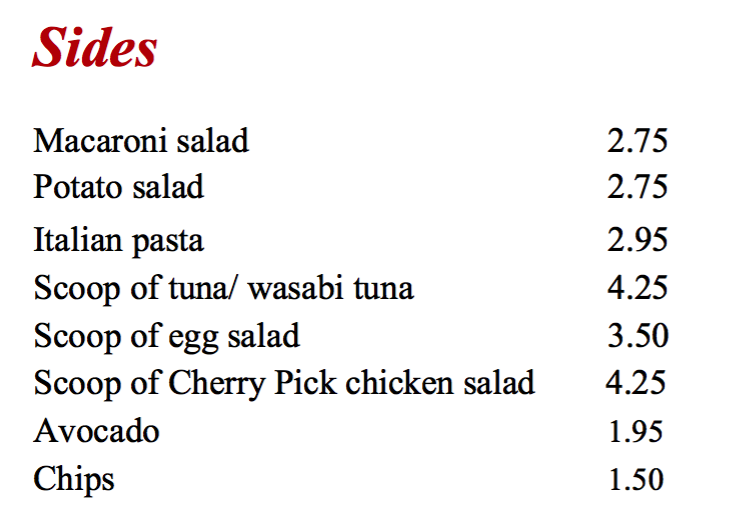 Sides
Macaroni salad 2.75
Potato salad 2.75
Italian pasta 2.95
Scoop of tuna/ wasabi tuna 4.25
Scoop of egg salad 3.50
Scoop of Cherry Pick chicken salad 4.25
Avocado 1.95
Chips 1.50